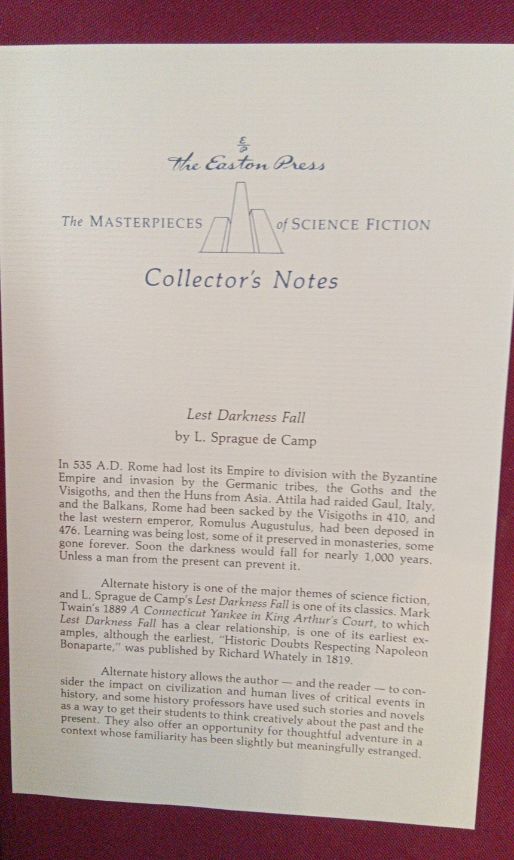 E/P
The Easton Press
The MASTERPIECES of SCIENCE FICTION
Collector's Notes
Lest Darkness Fall
by L. Sprague de Camp
In 535 A.D. Rome had lost its Empire to division with the Byzantine
Empire and invasion by the Germanic tribes, the Goths and the
Visigoths, and then the Huns from Asia. Attila had raided Gaul, Italy,
and the Balkans, Rome had been sacked by the Visigoths in 410, and
the last western emperor, Romulus Augustulus, had been deposed in
476. Learning was being lost, some of it preserved in monasteries, some
gone forever. Soon the darkness would fall for nearly 1,000 years.
Unless a man from the present can prevent it.
Alternate history is one of the major themes of science fiction,
and L. Sprague de Camp's Lest Darkness Fall is one of its classics. Mark
Twain's 1889 A Connecticut Yankee in King Arthur's Court, to which
Lest Darkness Fall has a clear relationship, is one of its earliest ex-
amples, although the earliest, "Historic Doubts Respecting Napoleon
Bonaparte," was published by Richard Whately in 1819.
Alternate history allows the author — and the reader — to con-
sider the impact on civilization and human lives of critical events in
history, and some history professors have used such stories and novels
as a way to get their students to think creatively about the past and the
present. They also offer an opportunity for thoughtful adventure in a
context whose familiarity has been slightly but meaningfully estranged.